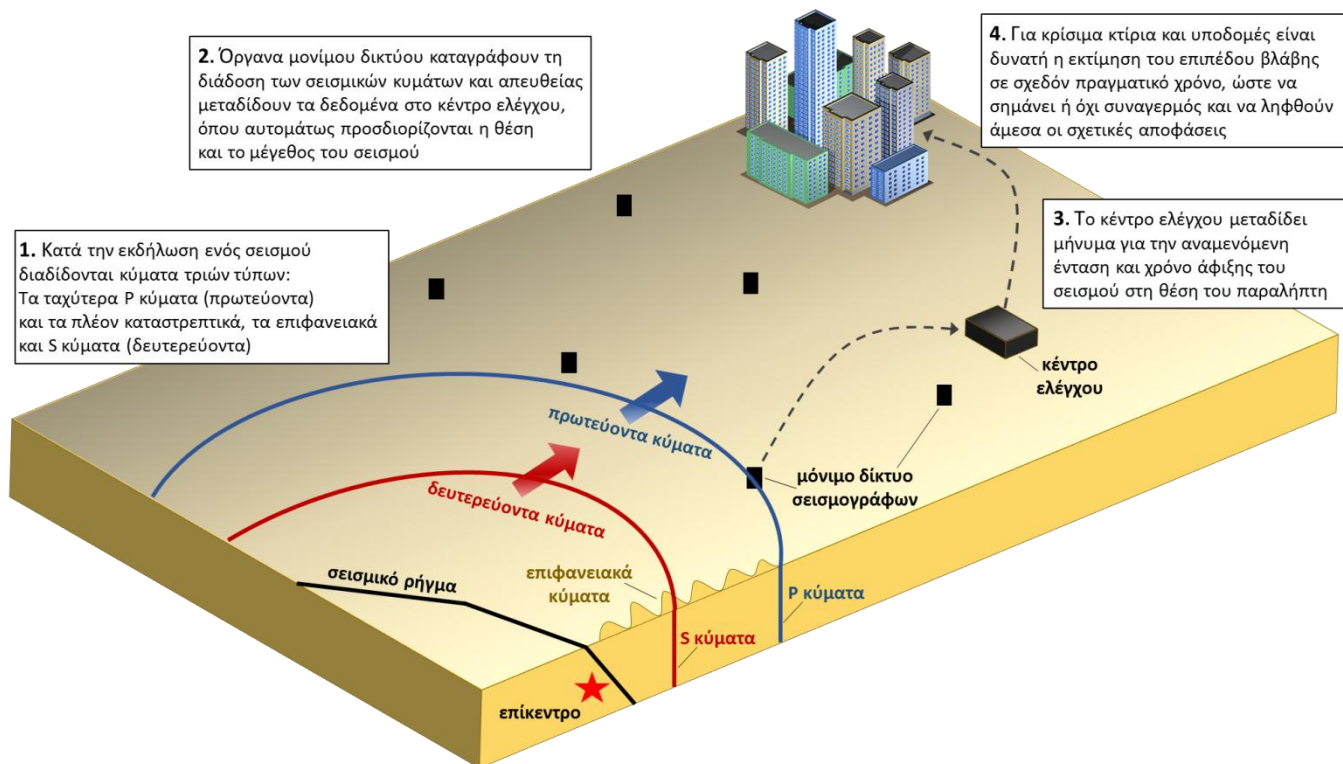 1. Κατά την εκδήλωση ενός σεισμού
διαδίδονται κύματα τριών τύπων:
Τα ταχύτερα P κύματα (πρωτεύοντα)
και τα πλέον καταστρεπτικά, τα επιφανειακά
και S κύματα (δευτερεύοντα)
2. Όργανα μονίμου δικτύου καταγράφουν τη
διάδοση των σεισμικών κυμάτων και απευθείας
μεταδίδουν τα δεδομένα στο κέντρο ελέγχου,
όπου αυτομάτως προσδιορίζονται η θέση
και το μέγεθος του σεισμού
3. Το κέντρο ελέγχου μεταδίδει
μήνυμα για την αναμενόμενη
ένταση και χρόνο άφιξης του
σεισμού στη θέση του παραλήπτη
4. Για κρίσιμα κτίρια και υποδομές είναι
δυνατή η εκτίμηση του επιπέδου βλάβης
σε σχεδόν πραγματικό χρόνο, ώστε να
σημάνει ή όχι συναγερμός και να ληφθούν
άμεσα οι σχετικές αποφάσεις
κέντρο
ελέγχου
πρωτεύοντα κύματα
μόνιμο δίκτυο
σεισμογράφων
δευτερεύοντα κύματα
σεισμικό ρήγμα
επιφανειακά
κύματα
P κύματα
S κύματα
επίκεντρο